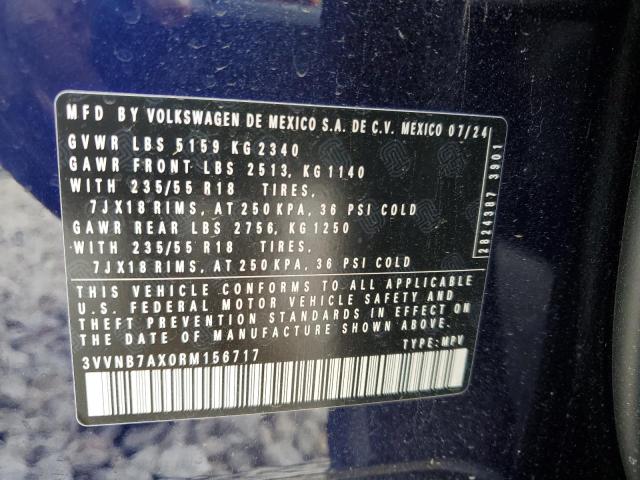 MFD BY VOLKSWAGEN DE MEXICO S.A. DE C.V. MEXICO 07/24
GVWR LBS 5159 KG 2340
GAWR FRONT LBS 2513, KG 1140
WITH 235/55 R18 TIRES,
7JX18 RIMS, AT 250 KPA, 36 PSI COLD
GAWR REAR LBS 2756, KG 1250
WITH 235/55 R18 TIRES,
7JX18 RIMS, AT 250 KPA, 36 PSI COLD
THIS VEHICLE CONFORMS TO ALL APPLICABLE
U.S. FEDERAL MOTOR VEHICLE SAFETY AND
THEFT PREVENTION STANDARDS IN EFFECT ON
THE DATE OF MANUFACTURE SHOWN ABOVE.
3VVNB7AX0RM156717 TYPE:MPV
2824387 3901